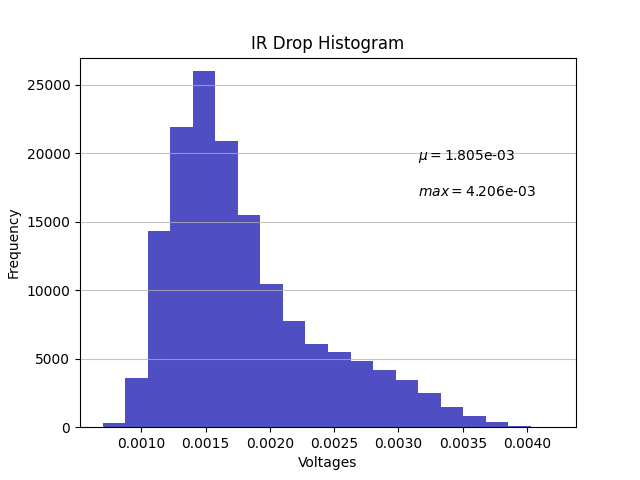 IR Drop Histogram
25000
20000
15000
10000
5000
0
Frequency
μ = 1.805e-03
max = 4.206e-03
0.0010 0.0015 0.0020 0.0025 0.0030 0.0035 0.0040
Voltages